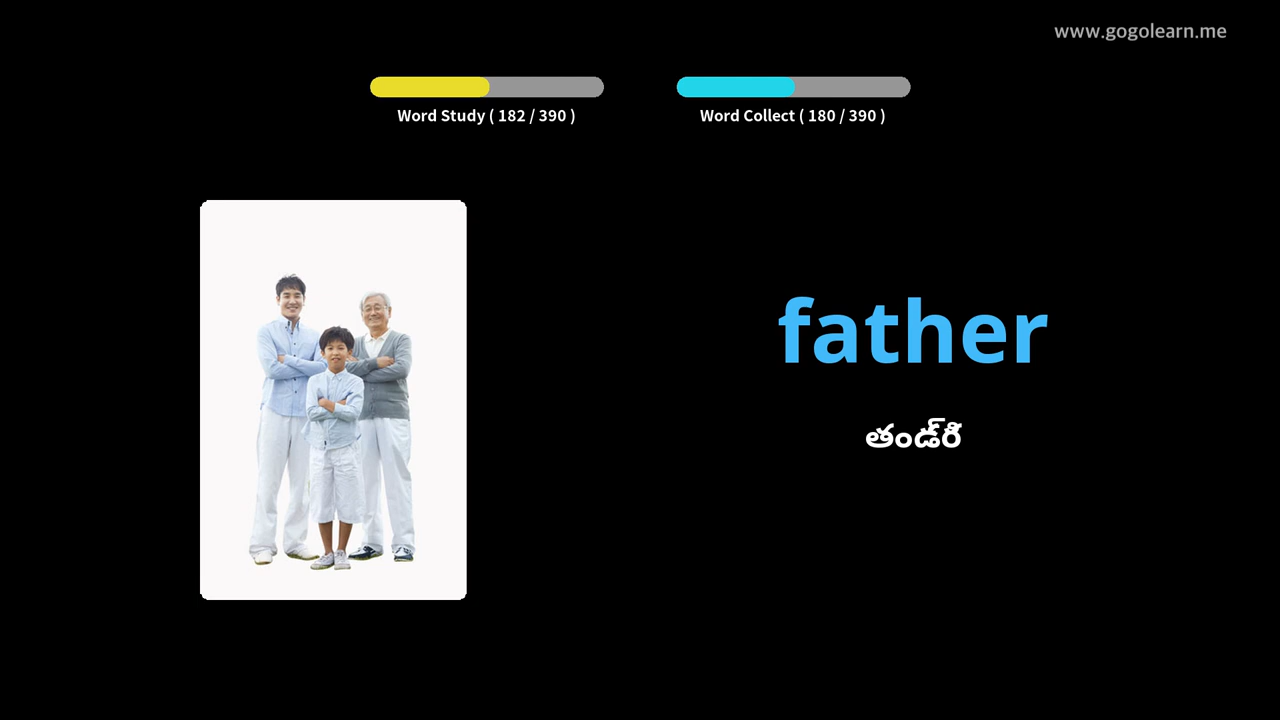 www.gogolearn.me
Word Study ( 182 / 390 )
Word Collect ( 180 / 390 )
father
తండ్రి